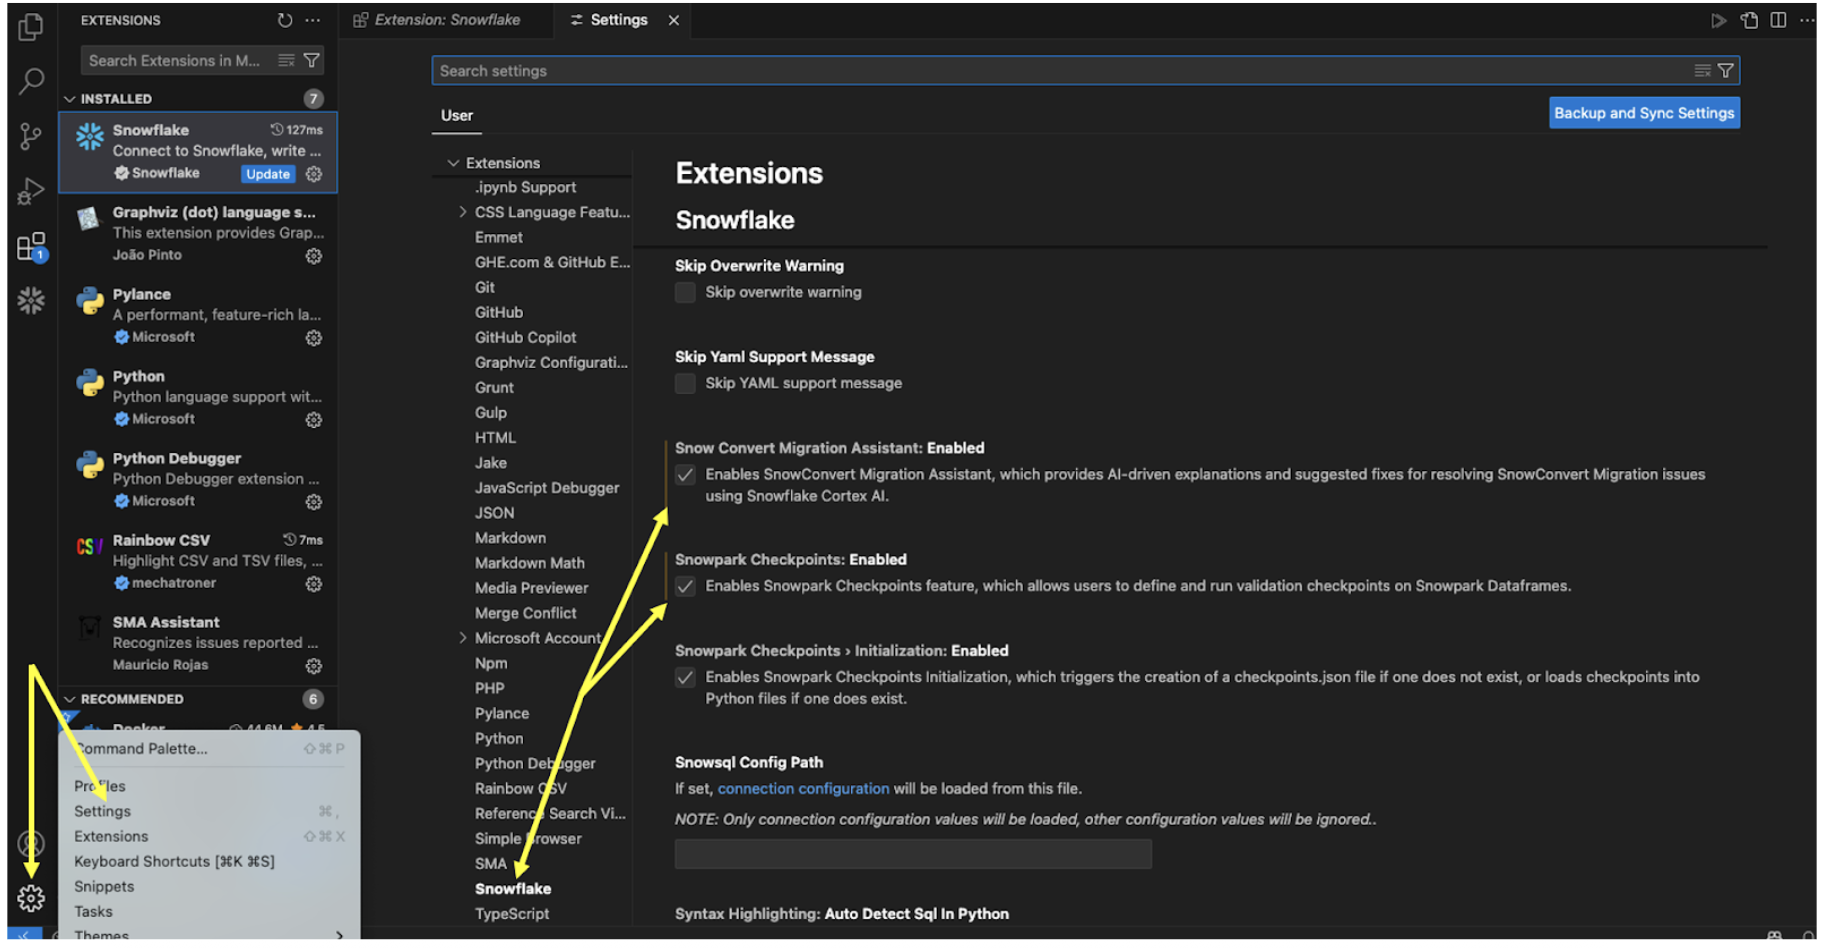 EXTENSIONS
Search Extensions in M...
INSTALLED
7
Snowflake
127ms
Connect to Snowflake, write ...
Snowflake
Update
Graphviz (dot) language s...
This extension provides Grap...
João Pinto
Pylance
A performant, feature-rich la...
Microsoft
Python
Python language support wit...
Microsoft
Python Debugger
Python Debugger extension ...
Microsoft
Rainbow CSV
7ms
Highlight CSV and TSV files, ...
mechatroner
SMA Assistant
Recognizes issues reported ...
Mauricio Rojas
RECOMMENDED
6
Docker
44.6M
4.5
1
Command Palette...
⇧⌘P
Profiles
Settings
⌘,
Extensions
⇧⌘X
Keyboard Shortcuts [⌘K ⌘S]
Snippets
Tasks
Themes
Extension: Snowflake
Settings
Search settings
User
Backup and Sync Settings
Extensions
.ipynb Support
CSS Language Featu...
Emmet
GHE.com & GitHub E...
Git
GitHub
GitHub Copilot
Graphviz Configurati...
Grunt
Gulp
HTML
Jake
JavaScript Debugger
JSON
Markdown
Markdown Math
Media Previewer
Merge Conflict
Microsoft Account
Npm
PHP
Pylance
Python
Python Debugger
Rainbow CSV
Reference Search Vi...
Simple Browser
SMA
Snowflake
TypeScript
Extensions
Snowflake
Skip Overwrite Warning
Skip overwrite warning
Skip Yaml Support Message
Skip YAML support message
Snow Convert Migration Assistant: Enabled
Enables SnowConvert Migration Assistant, which provides AI-driven explanations and suggested fixes for resolving SnowConvert Migration issues
using Snowflake Cortex AI.
Snowpark Checkpoints: Enabled
Enables Snowpark Checkpoints feature, which allows users to define and run validation checkpoints on Snowpark Dataframes.
Snowpark Checkpoints › Initialization: Enabled
Enables Snowpark Checkpoints Initialization, which triggers the creation of a checkpoints.json file if one does not exist, or loads checkpoints into
Python files if one does exist.
Snowsql Config Path
If set, connection configuration will be loaded from this file.
NOTE: Only connection configuration values will be loaded, other configuration values will be ignored..
Syntax Highlighting: Auto Detect Sql In Python